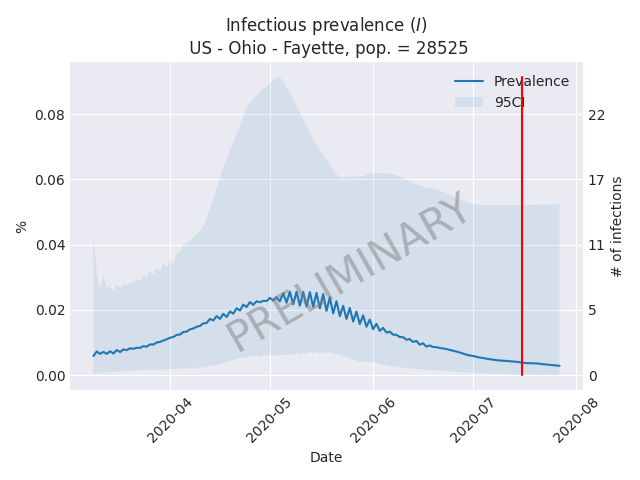 Infectious prevalence (I)
US - Ohio - Fayette, pop. = 28525
Prevalence
95CI
0.08
0.06
0.04
0.02
0.00
%
22
17
11
5
0
# of infections
PRELIMINARY
2020-04
2020-05
2020-06
2020-07
2020-08
Date